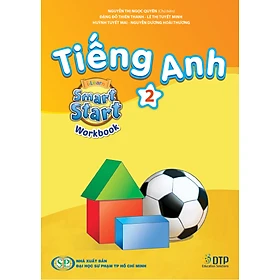 NGUYỄN THỊ NGỌC QUYÊN (Chủ biên)
ĐẶNG ĐỖ THIÊN THANH - LÊ THỊ TUYẾT MINH
HUỲNH TUYẾT MAI - NGUYỄN DƯƠNG HOÀI THƯƠNG
Tiếng Anh
2
i-Learn
Smart
Start
Workbook
NHÀ XUẤT BẢN
ĐẠI HỌC SƯ PHẠM TP HỒ CHÍ MINH
DTP